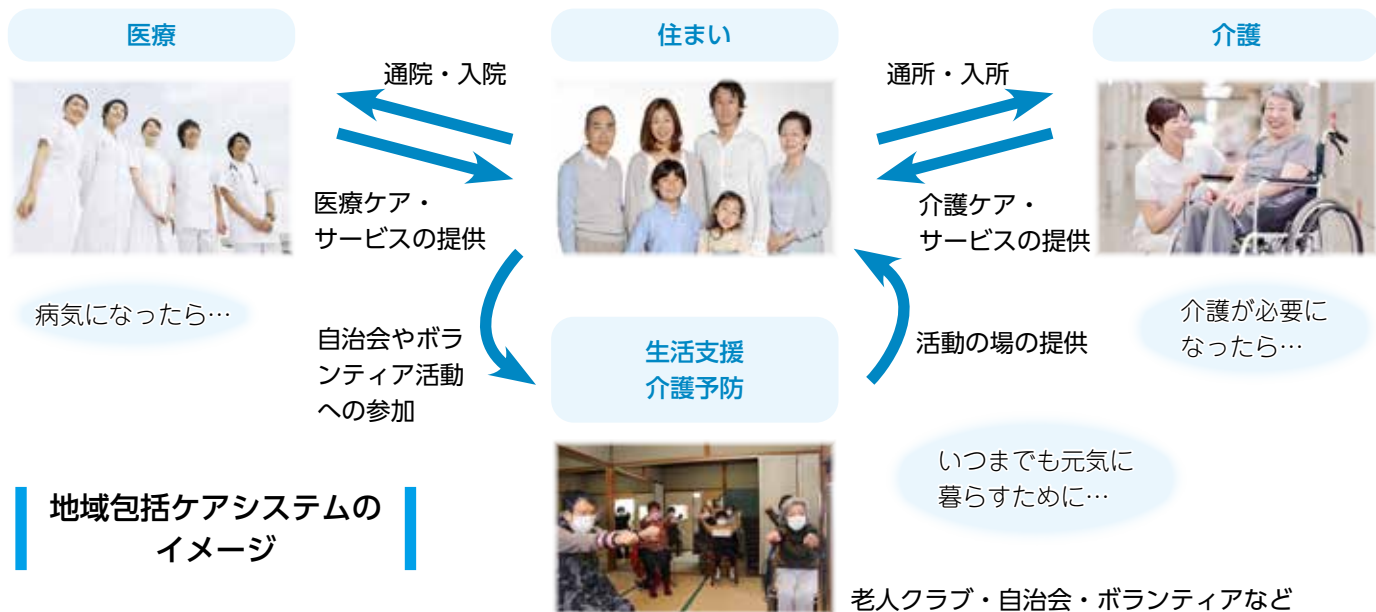 医療
住まい
介護
通院・入院
通所・入所
医療ケア・
サービスの提供
介護ケア・
サービスの提供
病気になったら…
介護が必要に
なったら…
自治会やボラ
ンティア活動
への参加
生活支援
介護予防
活動の場の提供
いつまでも元気に
暮らすために…
地域包括ケアシステムの
イメージ
老人クラブ・自治会・ボランティアなど